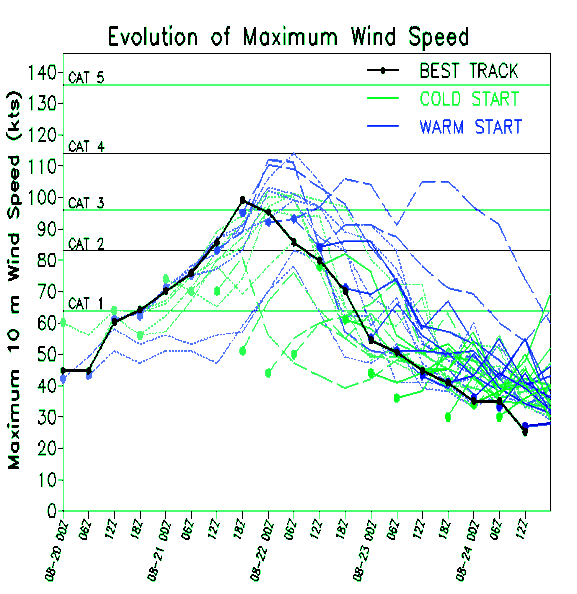 Evolution of Maximum Wind Speed
BEST TRACK
COLD START
WARM START
CAT 5
CAT 4
CAT 3
CAT 2
CAT 1
Maximum 10 m Wind Speed (kts)
140
130
120
110
100
90
80
70
60
50
40
30
20
10
0
08-20 00Z
06Z
12Z
18Z
08-21 00Z
06Z
12Z
18Z
08-22 00Z
06Z
12Z
18Z
08-23 00Z
06Z
12Z
18Z
08-24 00Z
06Z
12Z